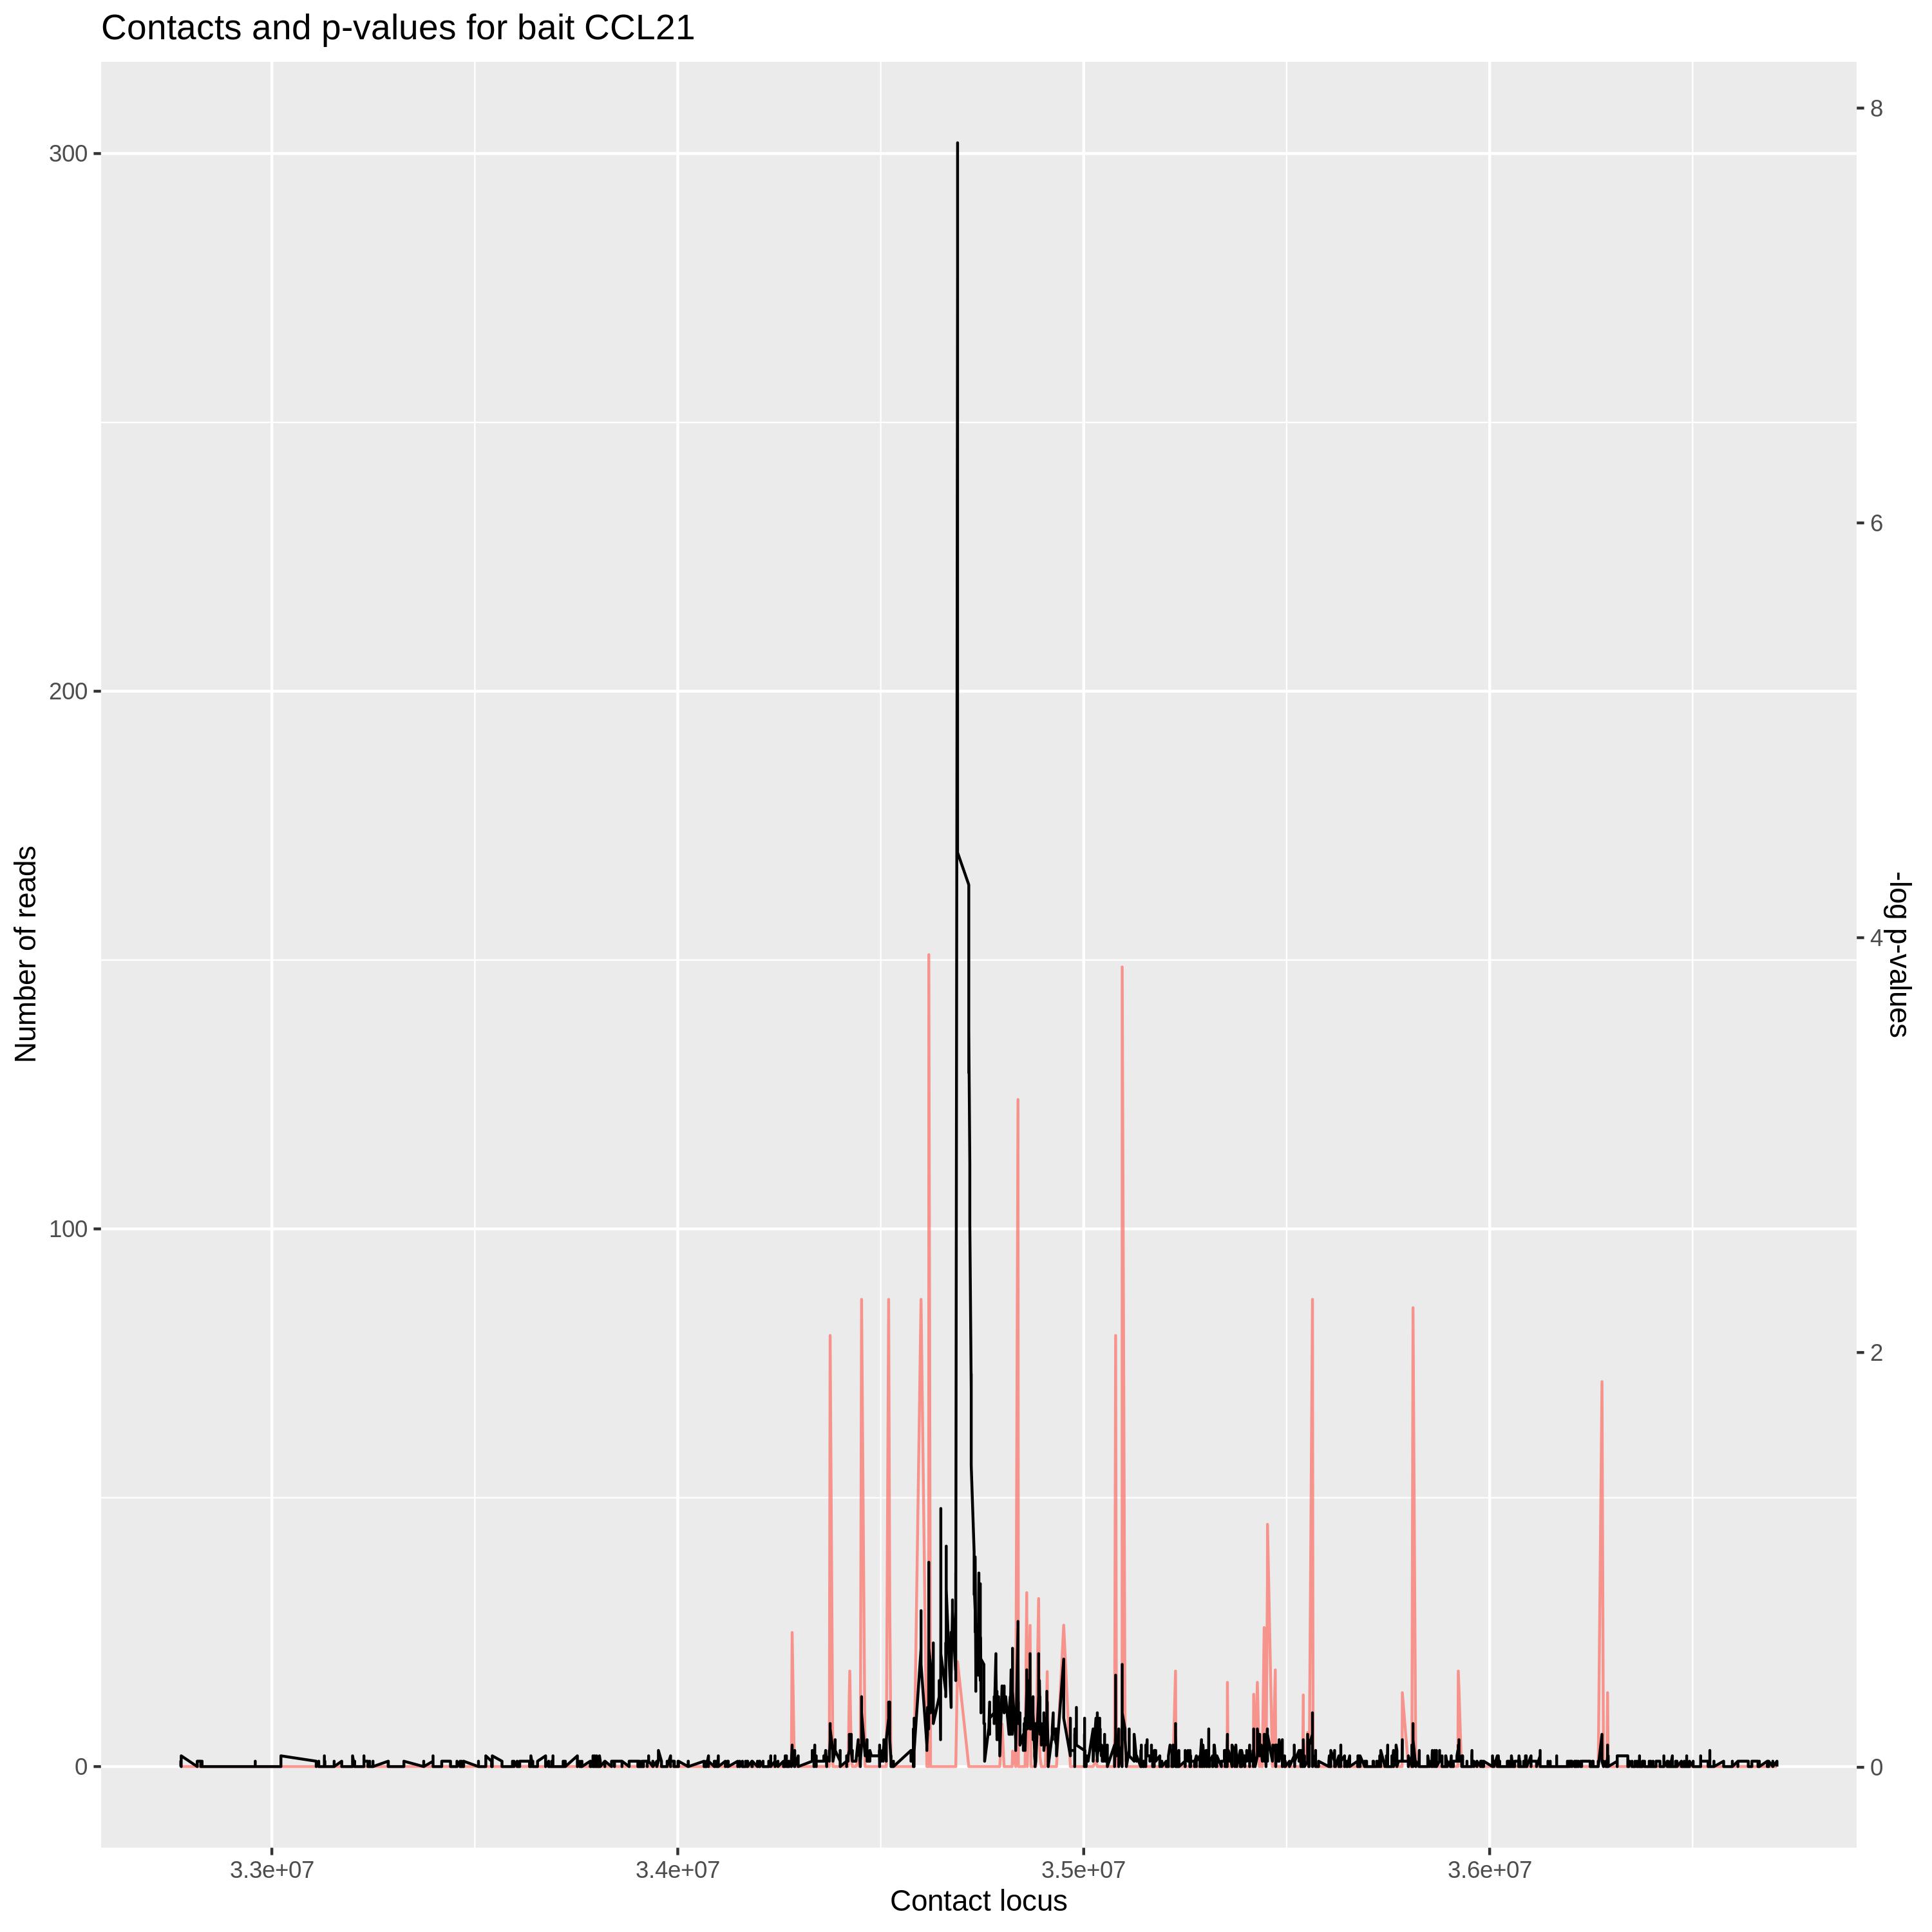 Contacts and p-values for bait CCL21
300
200
100
0
Number of reads
8
6
4
2
0
-log p-values
3.3e+07
3.4e+07
3.5e+07
3.6e+07
Contact locus